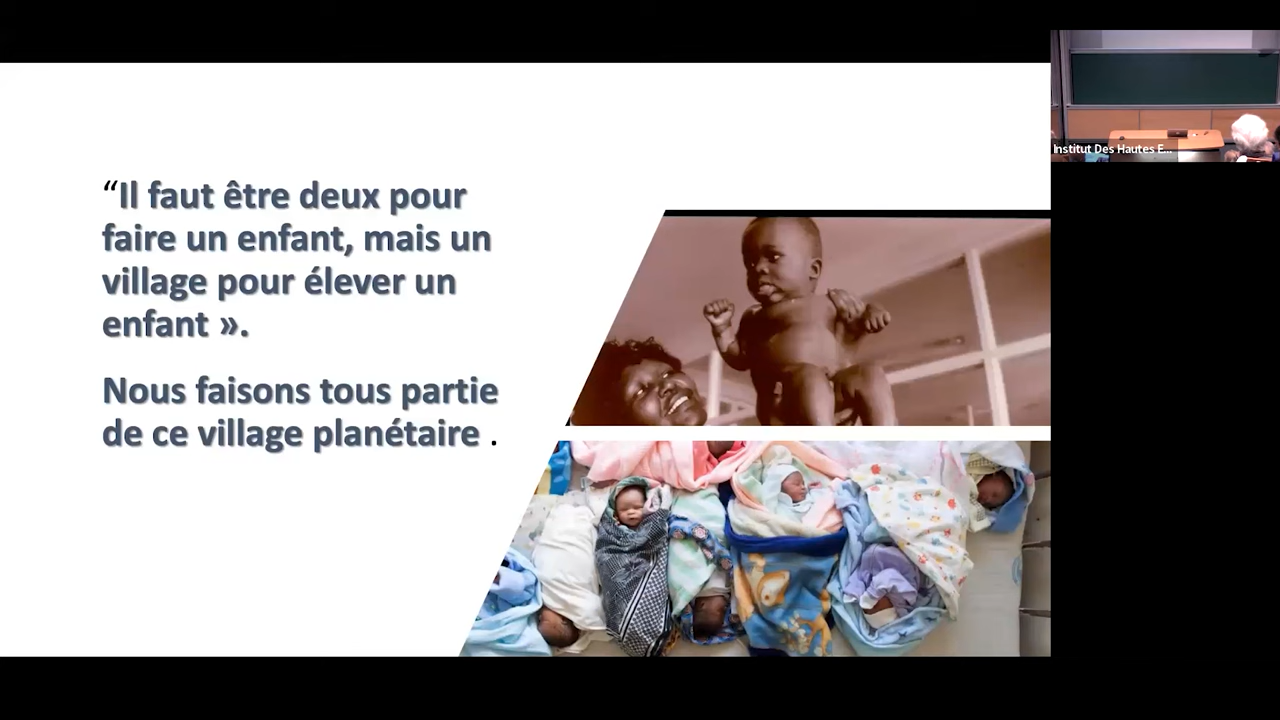 “Il faut être deux pour
faire un enfant, mais un
village pour élever un
enfant ».
Nous faisons tous partie
de ce village planétaire .
Institut Des Hautes E...